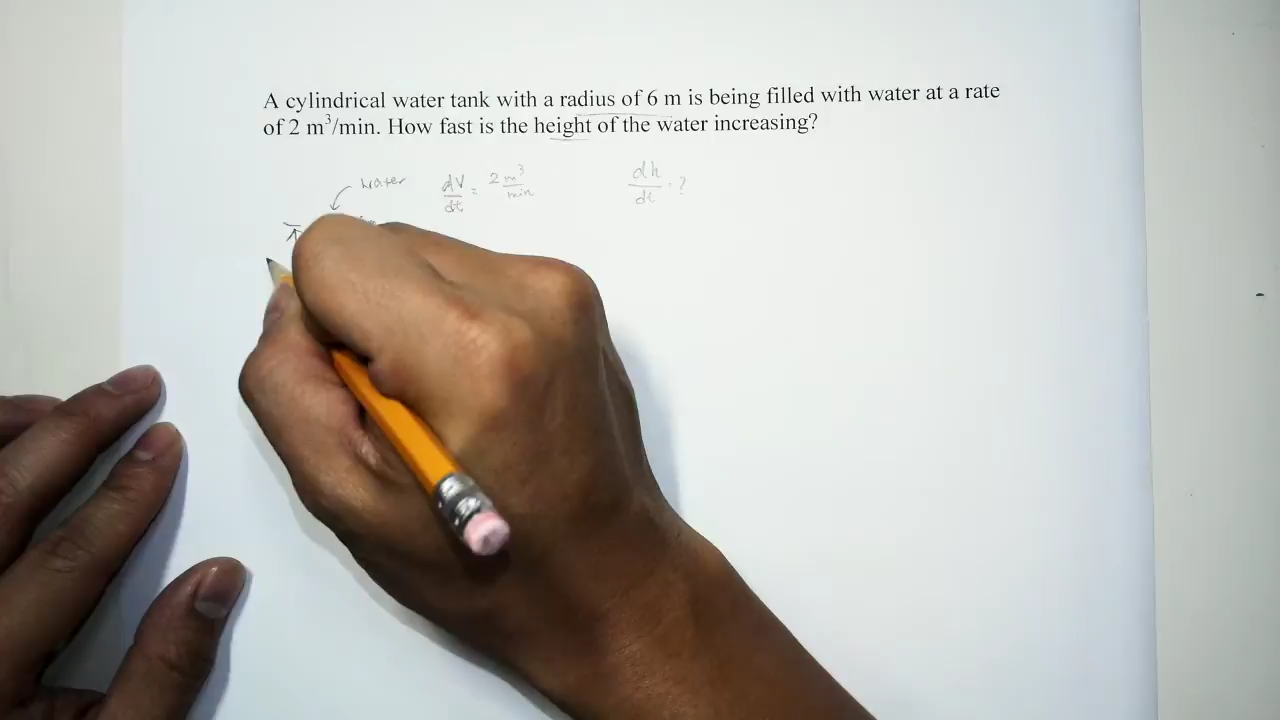 A cylindrical water tank with a radius of 6 m is being filled with water at a rate
of 2 m³/min. How fast is the height of the water increasing?
water
dV/dt = 2 m³/min
dh/dt = ?